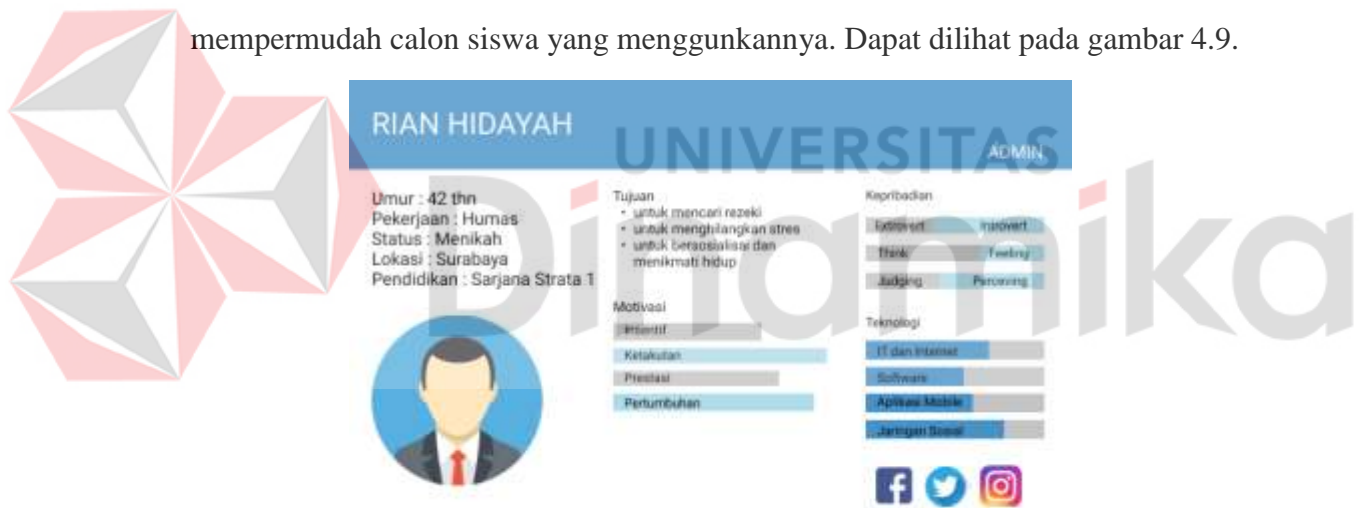 mempermudah calon siswa yang menggunkannya. Dapat dilihat pada gambar 4.9.
RIAN HIDAYAH
UNIVERSITAS
ADMIN
Dinamika
Umur : 42 thn
Pekerjaan : Humas
Status : Menikah
Lokasi : Surabaya
Pendidikan : Sarjana Strata 1
Tujuan
• untuk mencari rezeki
• untuk menghilangkan stres
• untuk bersosialisai dan
menikmati hidup
Motivasi
Insentif
Ketakutan
Prestasi
Pertumbuhan
Kepribadian
Extrovert Introvert
Think Feeling
Judging Perceiving
Teknologi
IT dan Internet
Software
Aplikasi Mobile
Jaringan Sosial